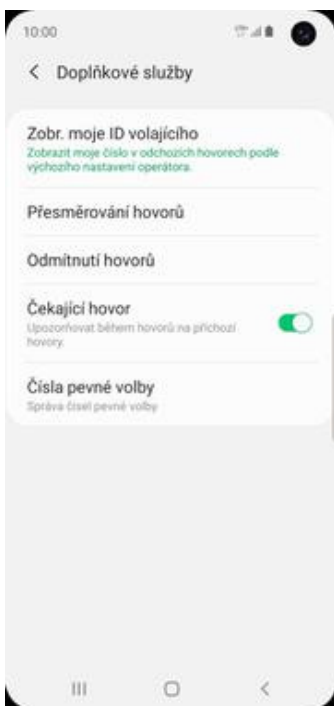 10:00
Doplňkové služby
Zobr. moje ID volajícího
Zobrazit moje číslo v odchozích hovorech podle
výchozího nastavení operátora.
Přesměrování hovorů
Odmítnutí hovorů
Čekající hovor
Upozorňovat během hovorů na příchozí
hovory.
Čísla pevné volby
Správa čísel pevné volby